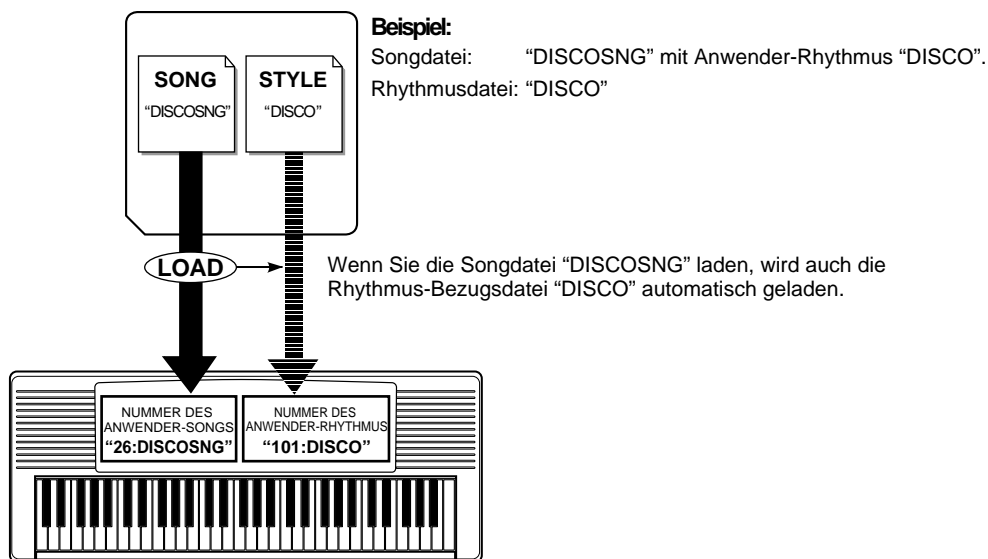 Beispiel:
Songdatei: “DISCOSNG” mit Anwender-Rhythmus “DISCO”.
Rhythmusdatei: “DISCO”
SONG
“DISCOSNG”
STYLE
“DISCO”
LOAD
Wenn Sie die Songdatei “DISCOSNG” laden, wird auch die
Rhythmus-Bezugsdatei “DISCO” automatisch geladen.
NUMMER DES
ANWENDER-SONGS
“26:DISCOSNG”
NUMMER DES
ANWENDER-RHYTHMUS
“101:DISCO”